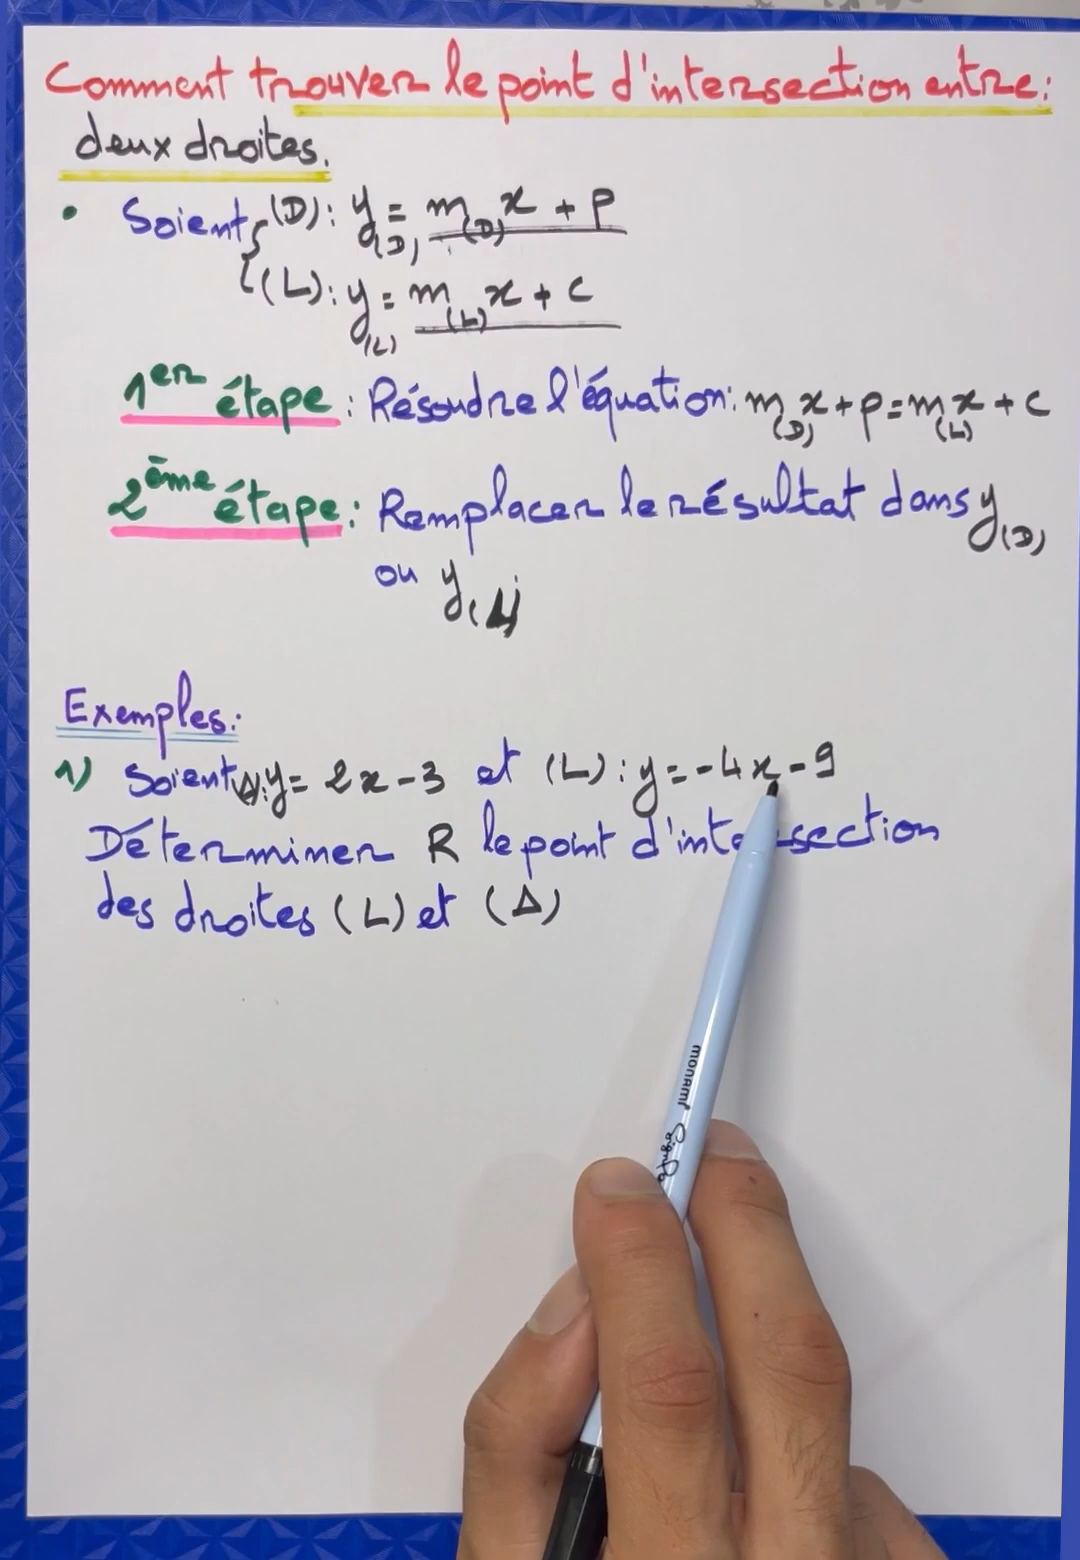 Comment trouver le point d'intersection entre:
deux droites.
• Soient { (D): y(D) = m(D) x + p
(L): y(L) = m(L) x + c
1er étape: Résoudre l'équation: m(D) x + p = m(L) x + c
2ème étape: Remplacer le résultat dans y(D)
ou y(L)
Exemples:
1) Soient Δ: y = 2x - 3 et (L): y = -4x - 9
Déterminer R le point d'intersection
des droites (L) et (Δ)
monami